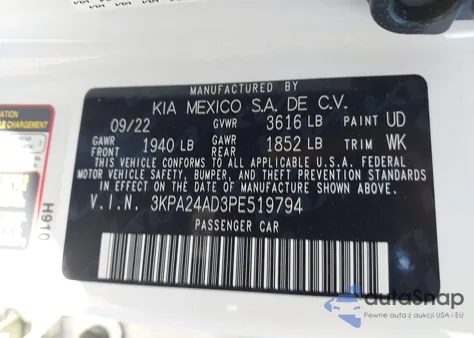 MANUFACTURED BY
KIA MEXICO S.A. DE C.V.
09/22 GVWR 3616 LB PAINT UD
GAWR FRONT 1940 LB GAWR REAR 1852 LB TRIM WK
THIS VEHICLE CONFORMS TO ALL APPLICABLE U.S.A. FEDERAL
MOTOR VEHICLE SAFETY, BUMPER, AND THEFT PREVENTION STANDARDS
IN EFFECT ON THE DATE OF MANUFACTURE SHOWN ABOVE.
V.I.N. 3KPA24AD3PE519794
PASSENGER CAR
H910
autoSnap
Pewne auta z aukcji USA i EU